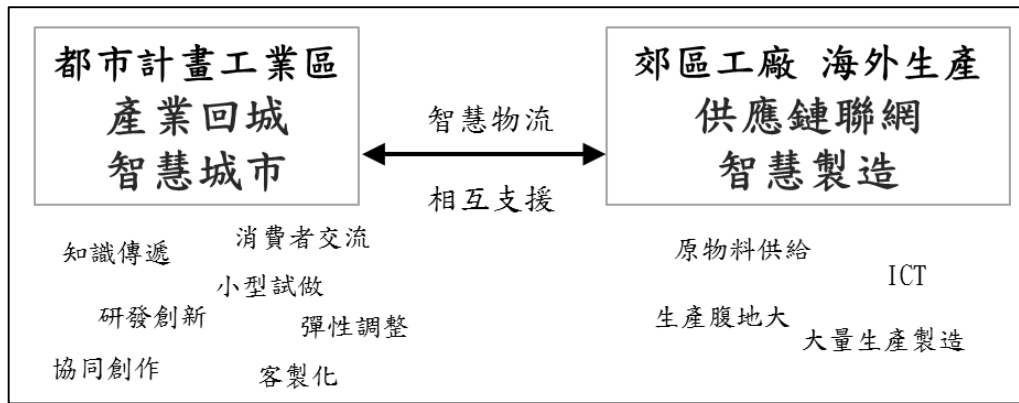 都市計畫工業區
產業回城
智慧城市
智慧物流
相互支援
郊區工廠 海外生產
供應鏈聯網
智慧製造
知識傳遞
消費者交流
小型試做
研發創新
彈性調整
協同創作
客製化
原物料供給
ICT
生產腹地大
大量生產製造